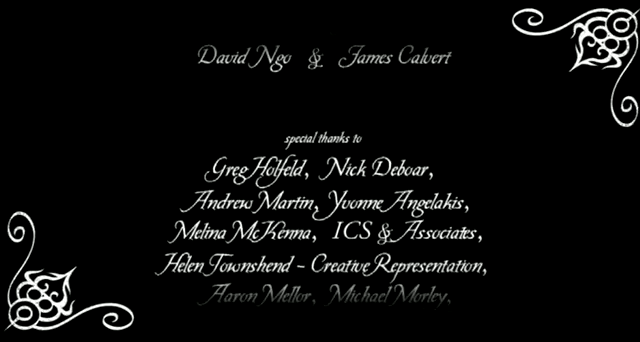 David Ngo & James Calvert
special thanks to
Greg Holfeld, Nick Deboar,
Andrew Martin, Yvonne Angelakis,
Melina McKenna, ICS & Associates,
Helen Townshend - Creative Representation,
Aaron Mellor, Michael Morley,